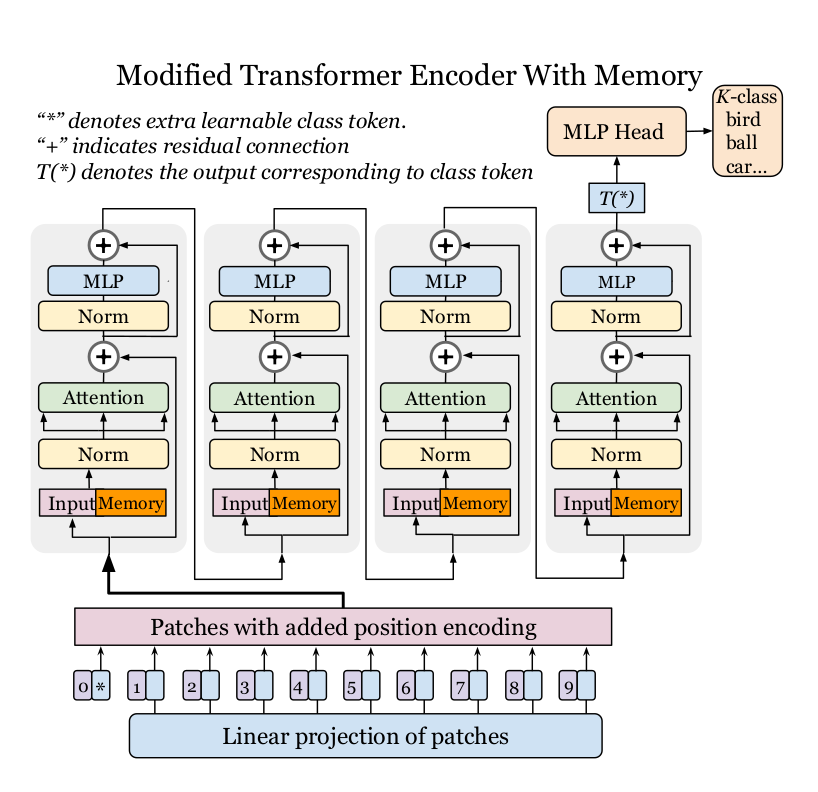 Modified Transformer Encoder With Memory
“*” denotes extra learnable class token.
“+” indicates residual connection
T(*) denotes the output corresponding to class token
MLP Head
K-class
bird
ball
car...
T(*)
+
MLP
Norm
+
Attention
Norm
Input
Memory
+
MLP
Norm
+
Attention
Norm
Input
Memory
+
MLP
Norm
+
Attention
Norm
Input
Memory
+
MLP
Norm
+
Attention
Norm
Input
Memory
Patches with added position encoding
0 * 1 2 3 4 5 6 7 8 9
Linear projection of patches